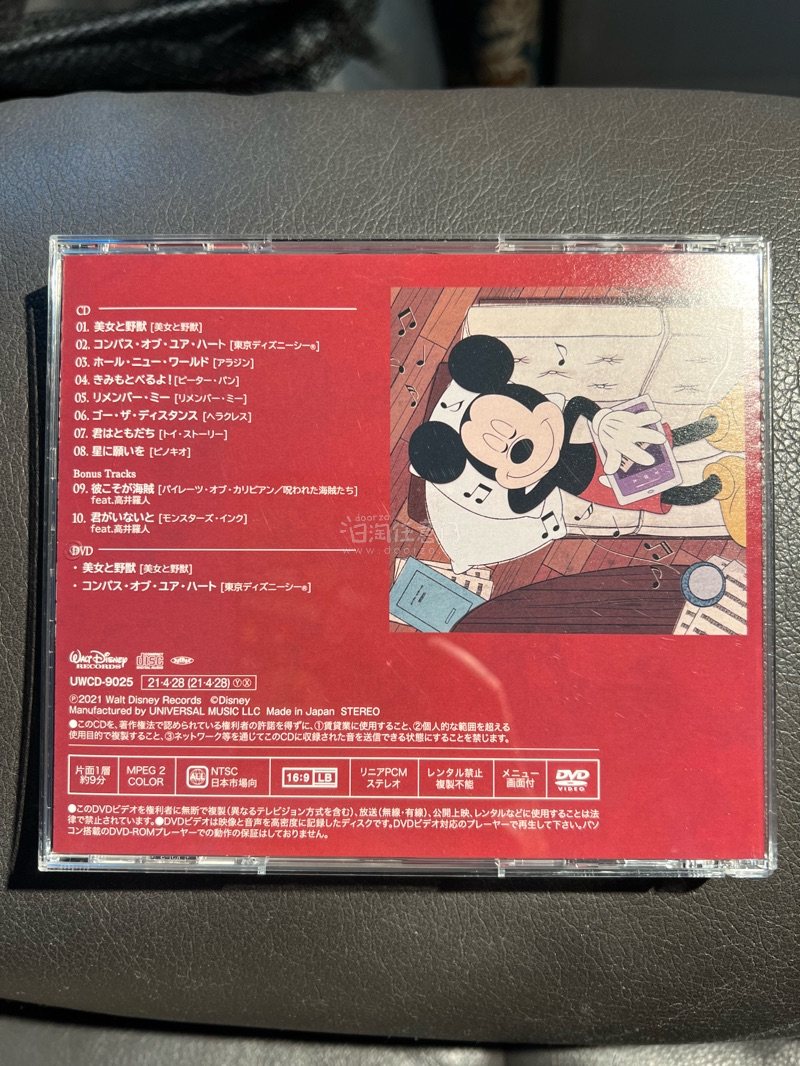 CD
01. 美女と野獣 [美女と野獣]
02. コンパス・オブ・ユア・ハート [東京ディズニーシー®]
03. ホール・ニュー・ワールド [アラジン]
04. きみもとべるよ! [ピーター・パン]
05. リメンバー・ミー [リメンバー・ミー]
06. ゴー・ザ・ディスタンス [ヘラクレス]
07. 君はともだち [トイ・ストーリー]
08. 星に願いを [ピノキオ]
Bonus Tracks
09. 彼こそが海賊 [パイレーツ・オブ・カリビアン/呪われた海賊たち]
feat.高井羅人
10. 君がいないと [モンスターズ・インク]
feat.高井羅人
DVD
・ 美女と野獣 [美女と野獣]
・ コンパス・オブ・ユア・ハート [東京ディズニーシー®]
doorzo
www.doorzo
WALT DISNEY RECORDS
COMPACT disc DIGITAL AUDIO
UWCD-9025 21·4·28 (21·4·28) Ⓨ Ⓧ
Ⓟ2021 Walt Disney Records ©Disney
Manufactured by UNIVERSAL MUSIC LLC Made in Japan STEREO
●このCDを、著作権法で認められている権利者の許諾を得ずに、①賃貸業に使用すること、②個人的な範囲を超える
使用目的で複製すること、③ネットワーク等を通じてこのCDに収録された音を送信できる状態にすることを禁じます。
片面1層 約9分
MPEG 2 COLOR
ALL NTSC 日本市場向
16:9 LB
リニアPCM ステレオ
レンタル禁止 複製不能
メニュー 画面付
DVD VIDEO
●このDVDビデオを権利者に無断で複製(異なるテレビジョン方式を含む)、放送(無線・有線)、公開上映、レンタルなどに使用することは法
律で禁止されています。●DVDビデオは映像と音声を高密度に記録したディスクです。DVDビデオ対応のプレーヤーで再生して下さい。パソ
コン搭載のDVD-ROMプレーヤーでの動作の保証はしておりません。